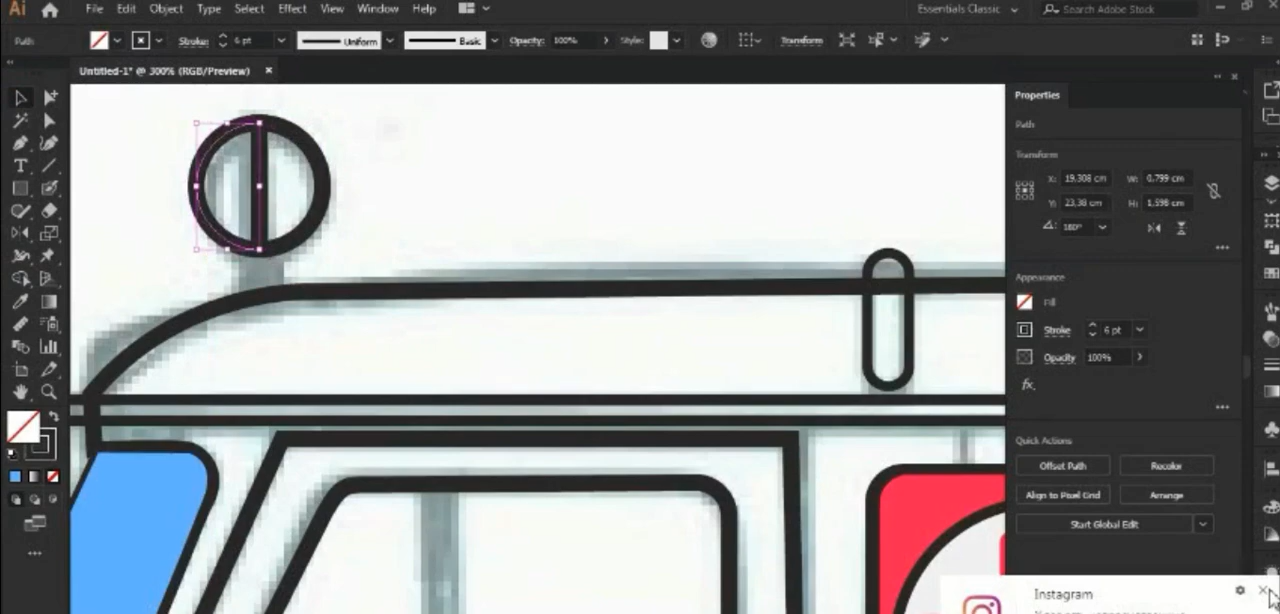 Ai File Edit Object Type Select Effect View Window Help Essentials Classic Search Adobe Stock
Path Stroke: 6 pt Uniform Basic Opacity: 100% Style: Transform
Untitled-1* @ 300% (RGB/Preview) ×
Properties
Path
Transform
X: 19,308 cm W: 0,799 cm
Y: 23,38 cm H: 1,598 cm
180°
Appearance
Fill
Stroke 6 pt
Opacity 100%
fx.
Quick Actions
Offset Path Recolor
Align to Pixel Grid Arrange
Start Global Edit
Instagram